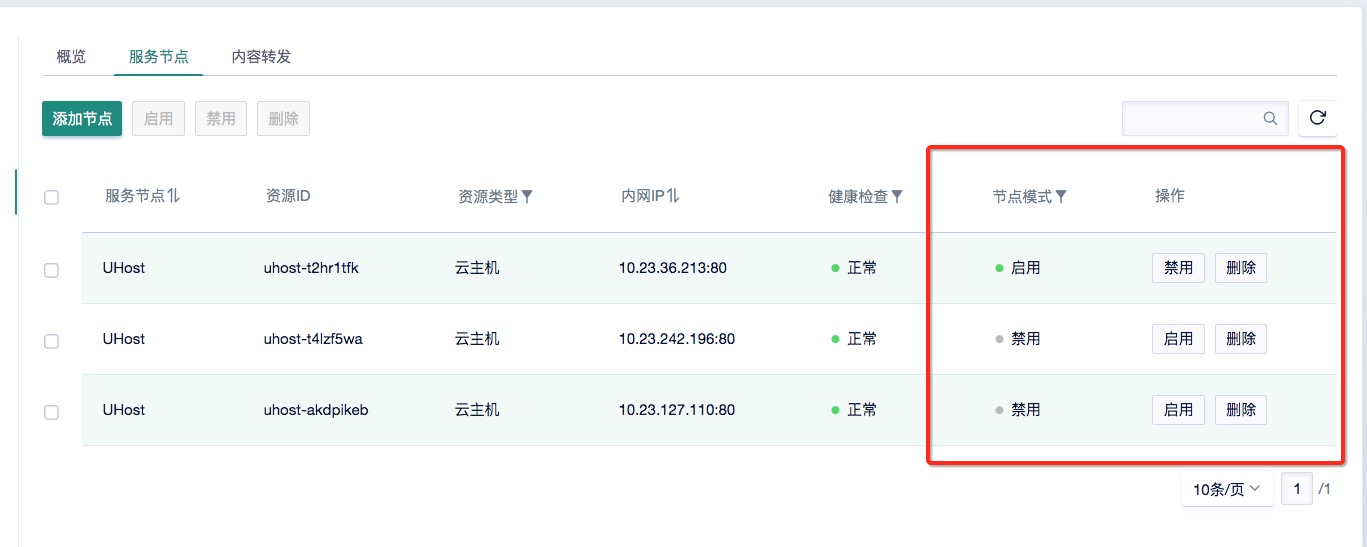 概览 服务节点 内容转发
添加节点 启用 禁用 删除
服务节点 资源ID 资源类型 内网IP 健康检查 节点模式 操作
UHost uhost-t2hr1tfk 云主机 10.23.36.213:80 正常 启用 禁用 删除
UHost uhost-t4lzf5wa 云主机 10.23.242.196:80 正常 禁用 启用 删除
UHost uhost-akdpikeb 云主机 10.23.127.110:80 正常 禁用 启用 删除
10条/页 1 /1